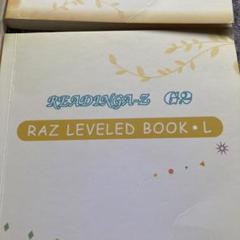 READINGA-Z G2
RAZ LEVELED BOOK • L